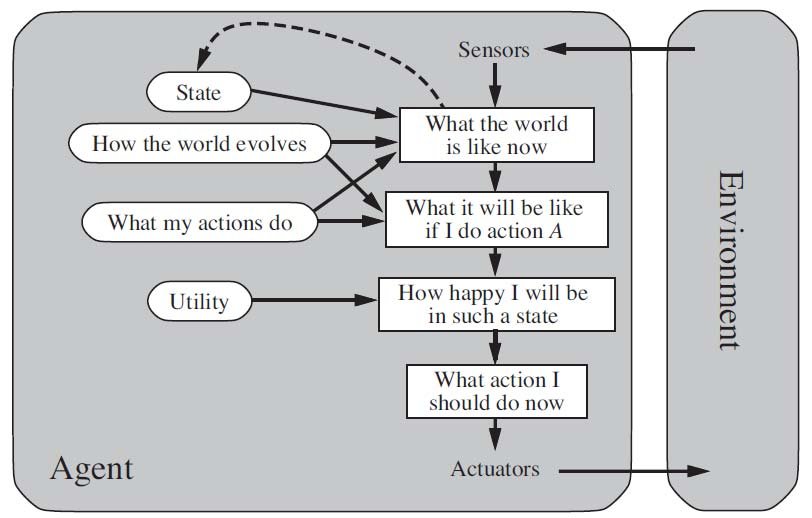 Sensors
State
What the world
is like now
How the world evolves
What it will be like
if I do action A
What my actions do
How happy I will be
in such a state
Utility
What action I
should do now
Agent
Actuators
Environment